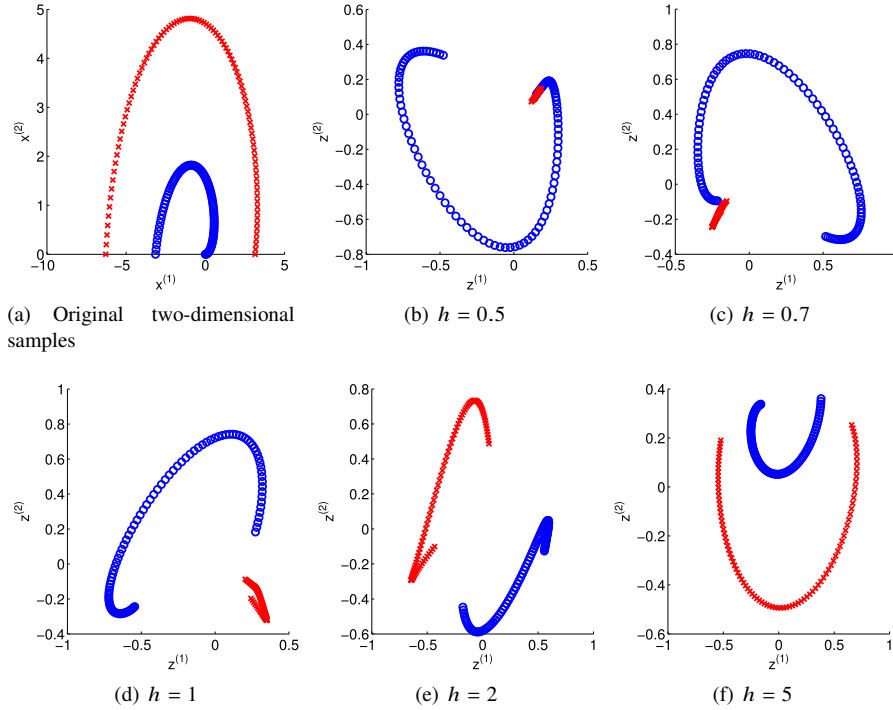 5
4
3
2
1
0
x^(2)
-10 -5 0 5
x^(1)
(a) Original two-dimensional
samples
0.6
0.4
0.2
0
-0.2
-0.4
-0.6
-0.8
z^(2)
-1 -0.5 0 0.5
z^(1)
(b) h = 0.5
1
0.8
0.6
0.4
0.2
0
-0.2
-0.4
z^(2)
-0.5 0 0.5 1
z^(1)
(c) h = 0.7
1
0.8
0.6
0.4
0.2
0
-0.2
-0.4
z^(2)
-1 -0.5 0 0.5
z^(1)
(d) h = 1
0.8
0.6
0.4
0.2
0
-0.2
-0.4
-0.6
z^(2)
-1 -0.5 0 0.5 1
z^(1)
(e) h = 2
0.4
0.2
0
-0.2
-0.4
-0.6
z^(2)
-1 -0.5 0 0.5 1
z^(1)
(f) h = 5